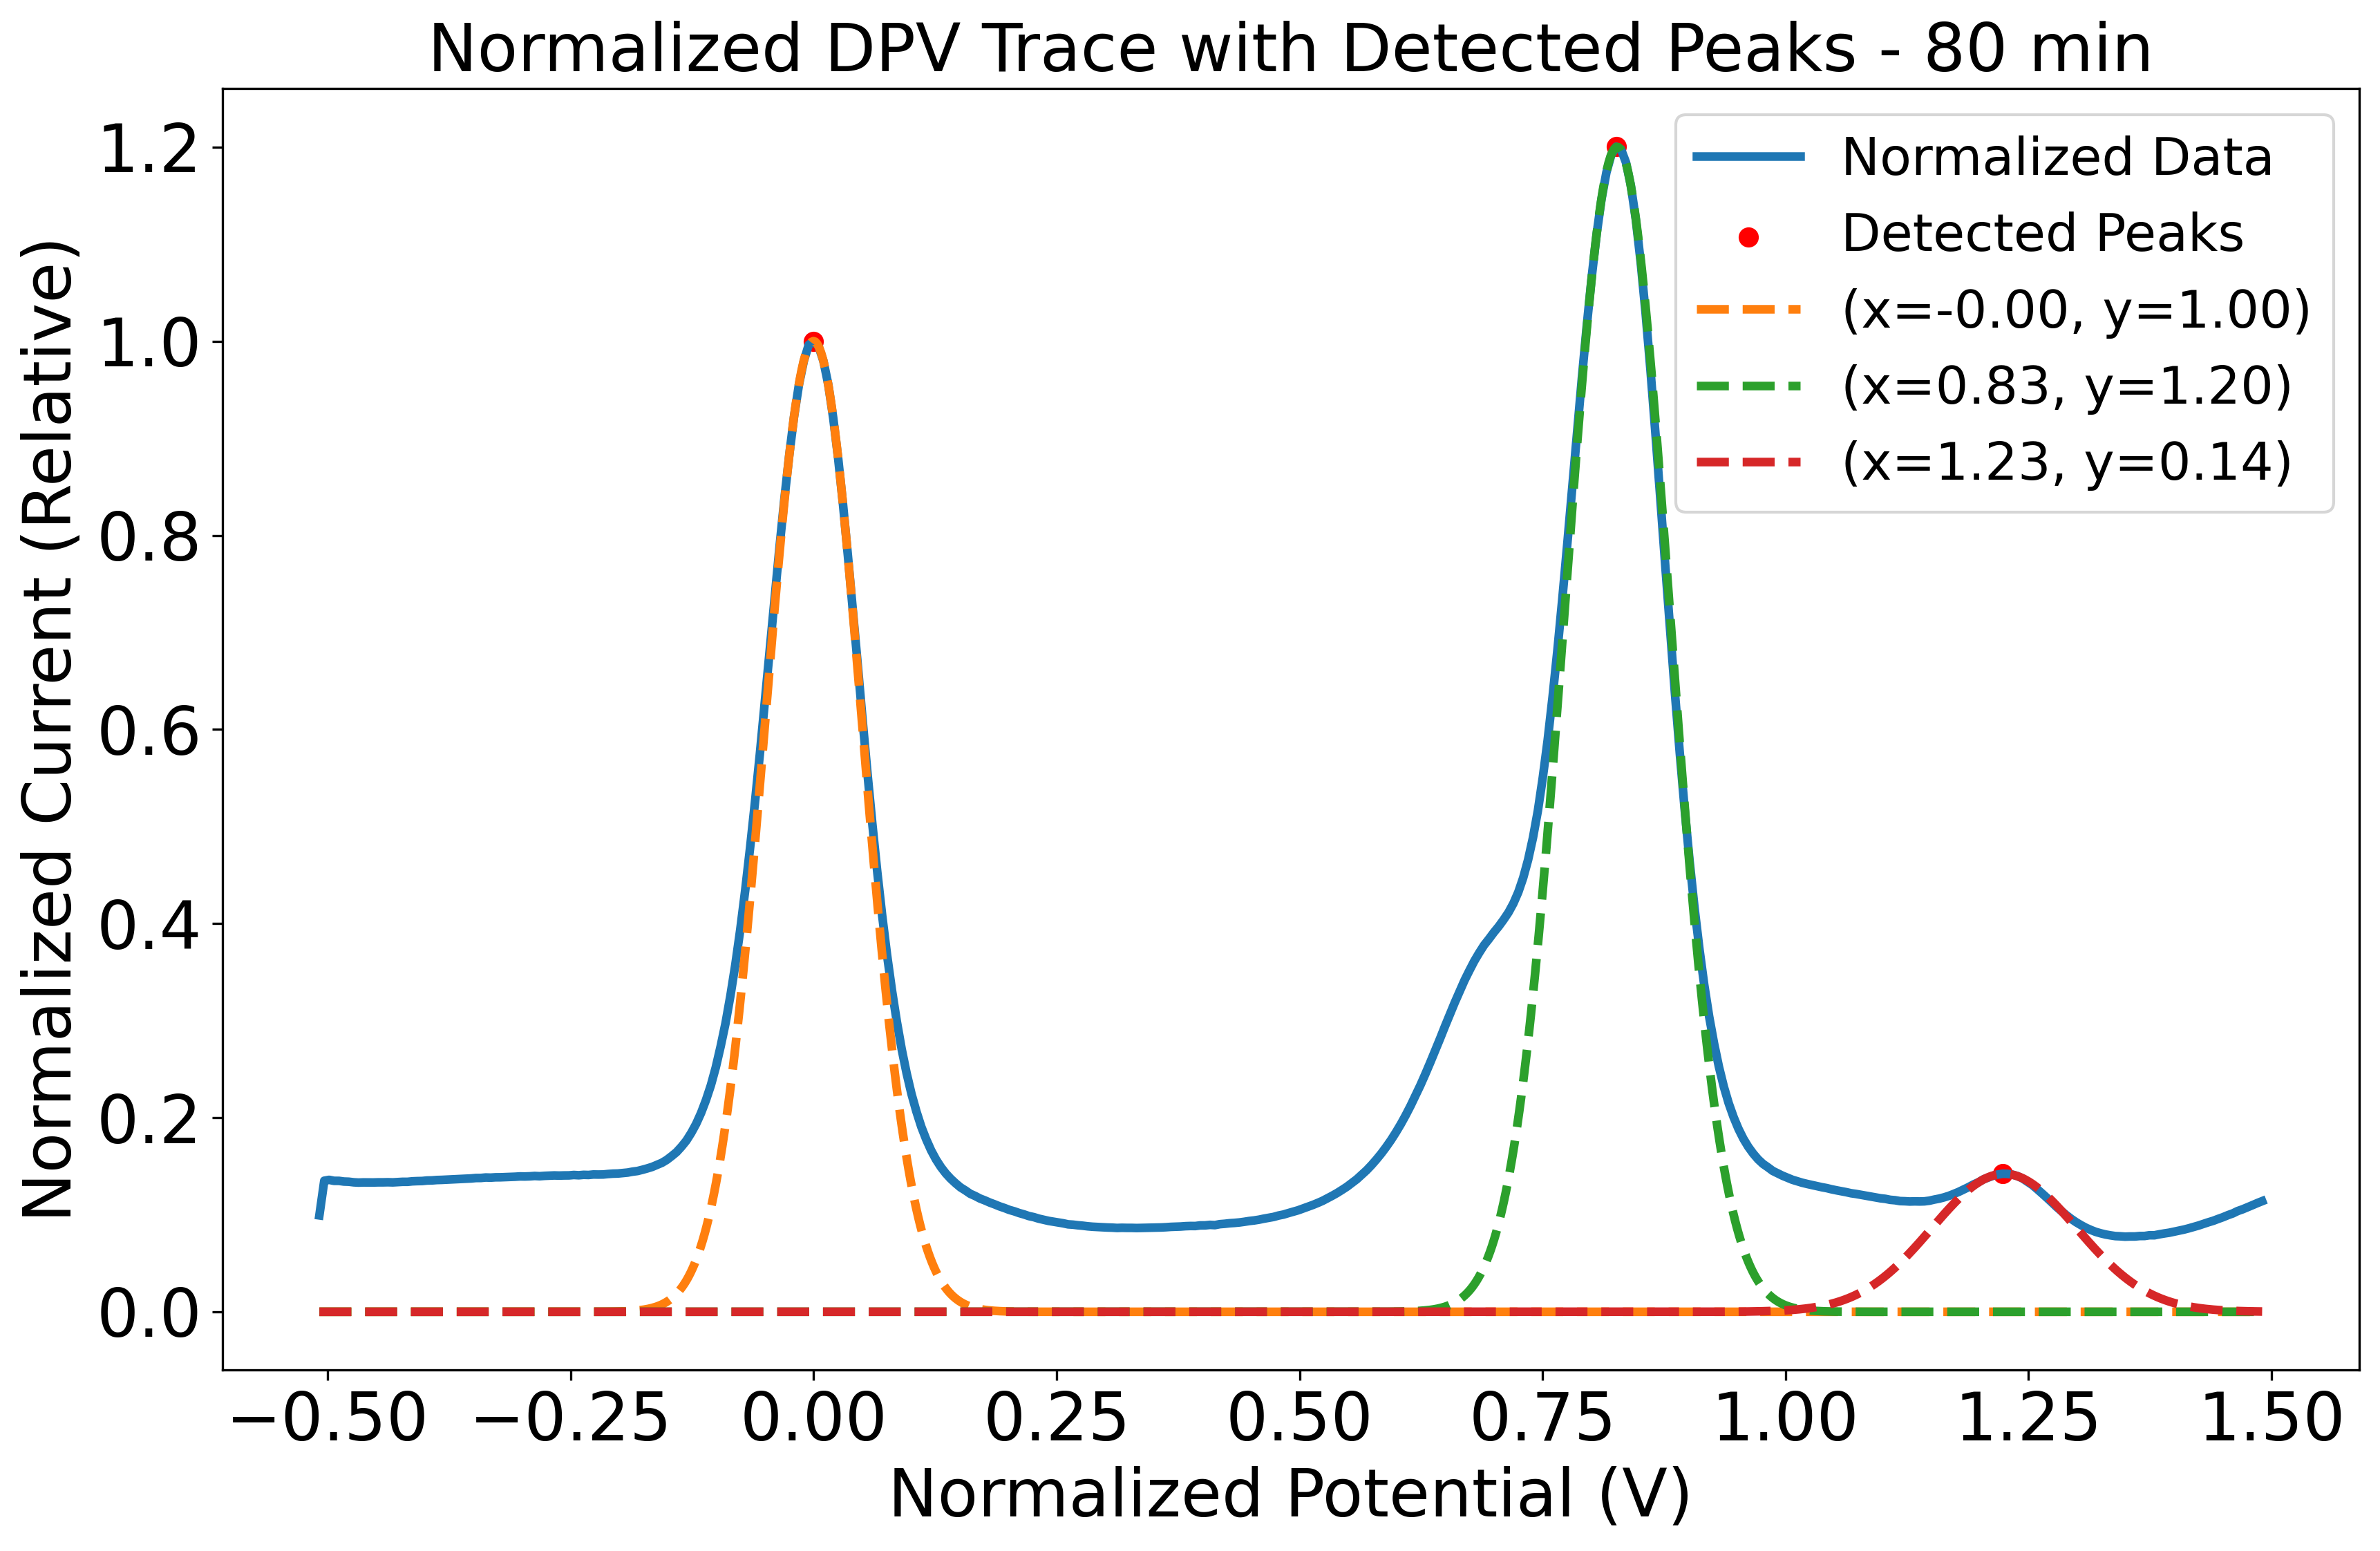 Normalized DPV Trace with Detected Peaks - 80 min
Normalized Current (Relative)
1.2
1.0
0.8
0.6
0.4
0.2
0.0
Normalized Data
Detected Peaks
(x=-0.00, y=1.00)
(x=0.83, y=1.20)
(x=1.23, y=0.14)
−0.50 −0.25 0.00 0.25 0.50 0.75 1.00 1.25 1.50
Normalized Potential (V)